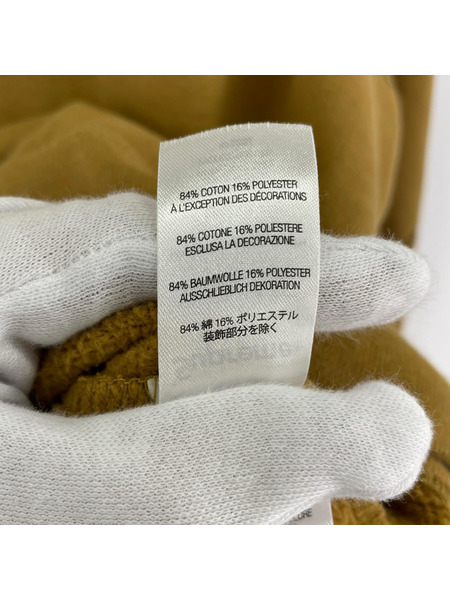 84% COTON 16% POLYESTER
À L'EXCEPTION DES DÉCORATIONS
84% COTONE 16% POLIESTERE
ESCLUSA LA DECORAZIONE
84% BAUMWOLLE 16% POLYESTER
AUSSCHLIEBLICH DEKORATION
84% 綿 16% ポリエステル
装飾部分を除く
Supreme